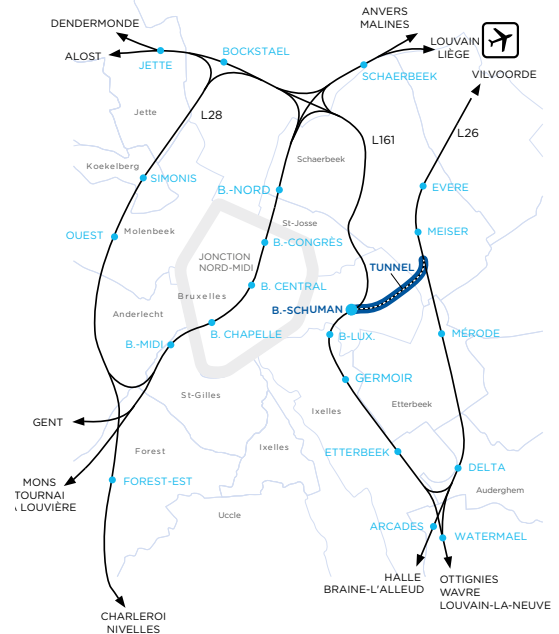 DENDERMONDE
ANVERS
MALINES
ALOST
JETTE
BOCKSTAEL
LOUVAIN
LIÈGE
SCHAERBEEK
VILVOORDE
Jette
L28
L161
L26
Koekelberg
Schaerbeek
SIMONIS
B.-NORD
EVERE
St-Josse
OUEST
Molenbeek
B.-CONGRÈS
MEISER
JONCTION
NORD-MIDI
TUNNEL
Bruxelles
B. CENTRAL
Anderlecht
B.-SCHUMAN
B. CHAPELLE
B.-MIDI
B-LUX.
MÉRODE
GERMOIR
St-Gilles
Ixelles
Etterbeek
GENT
Forest
Ixelles
ETTERBEEK
DELTA
MONS
TOURNAI
LOUVIÈRE
FOREST-EST
Auderghem
Uccle
ARCADES
WATERMAEL
HALLE
BRAINE-L'ALLEUD
OTTIGNIES
WAVRE
LOUVAIN-LA-NEUVE
CHARLEROI
NIVELLES